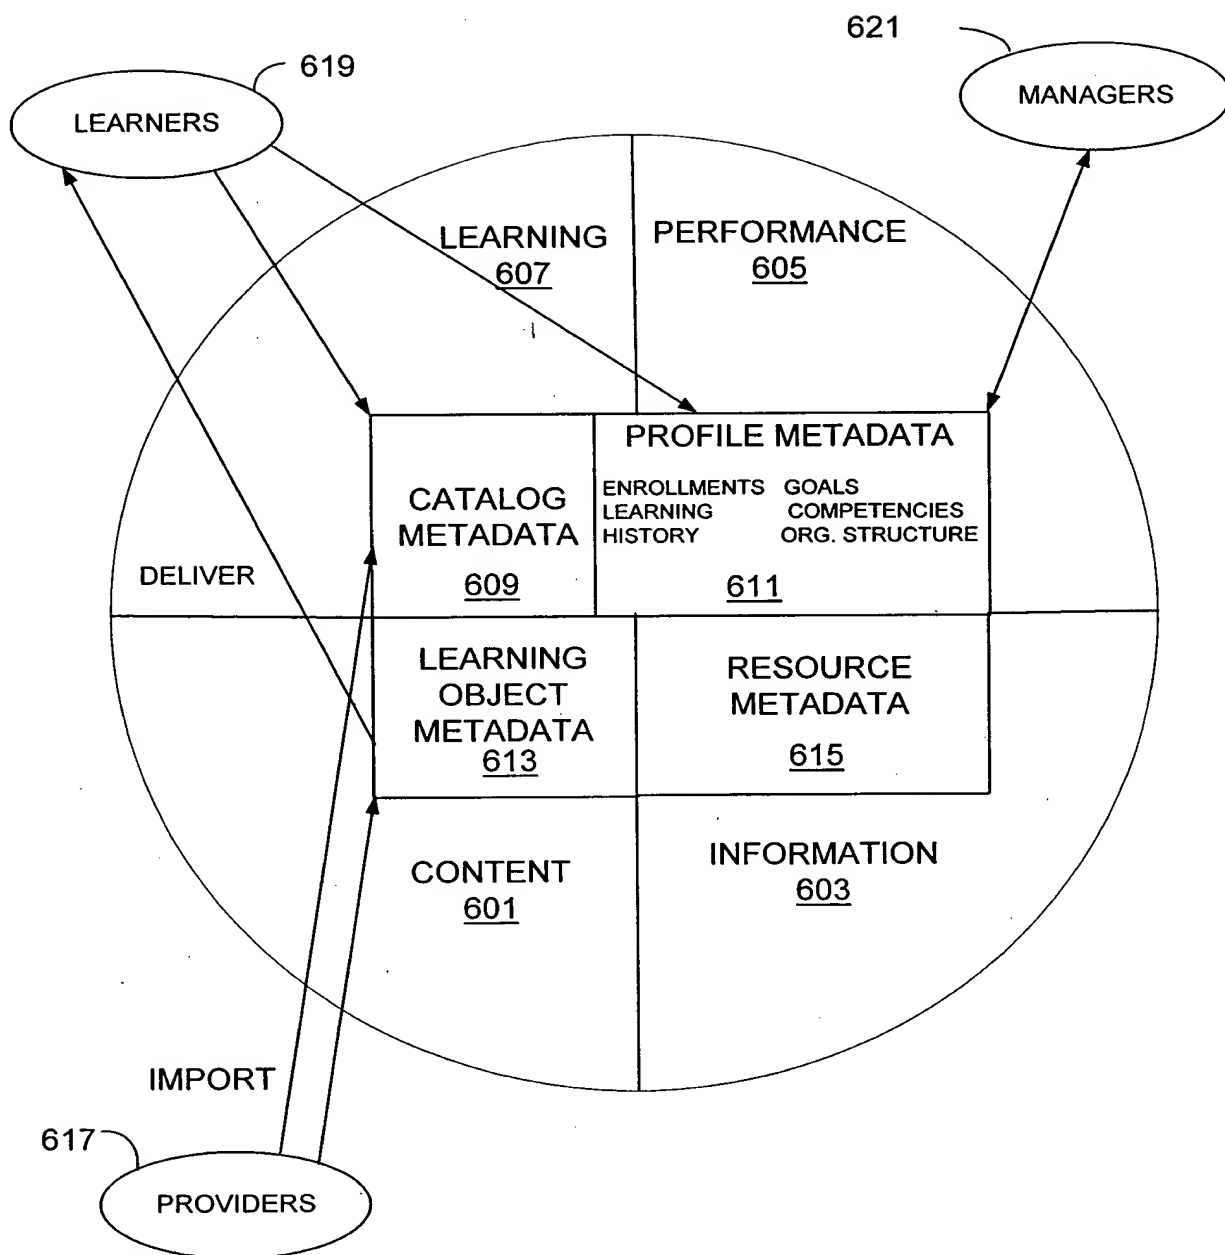 621
619
MANAGERS
LEARNERS
LEARNING
607
PERFORMANCE
605
PROFILE METADATA
ENROLLMENTS GOALS
LEARNING COMPETENCIES
HISTORY ORG. STRUCTURE
611
CATALOG
METADATA
609
DELIVER
LEARNING
OBJECT
METADATA
613
RESOURCE
METADATA
615
CONTENT
601
INFORMATION
603
IMPORT
617
PROVIDERS